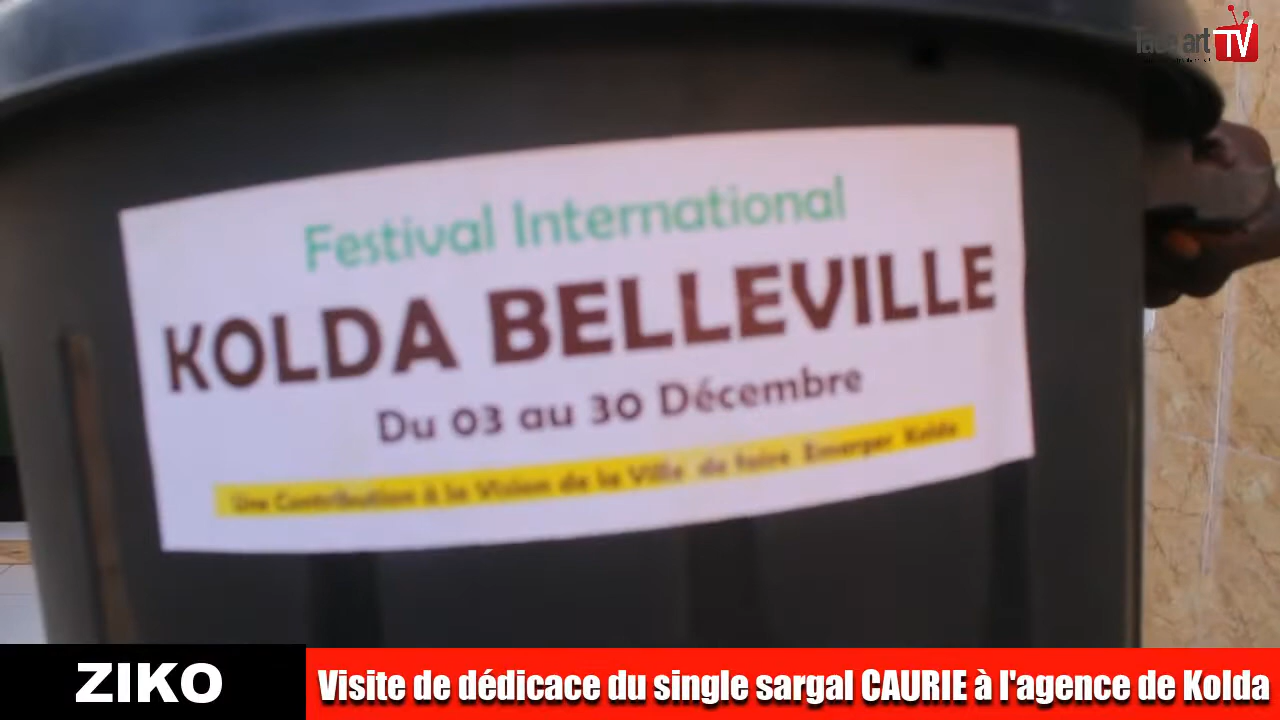 TV
Festival International
KOLDA BELLEVILLE
Du 03 au 30 Décembre
Une Contribution à la Vision de la Ville de faire Emerger Kolda
ZIKO
Visite de dédicace du single sargal CAURIE à l'agence de Kolda